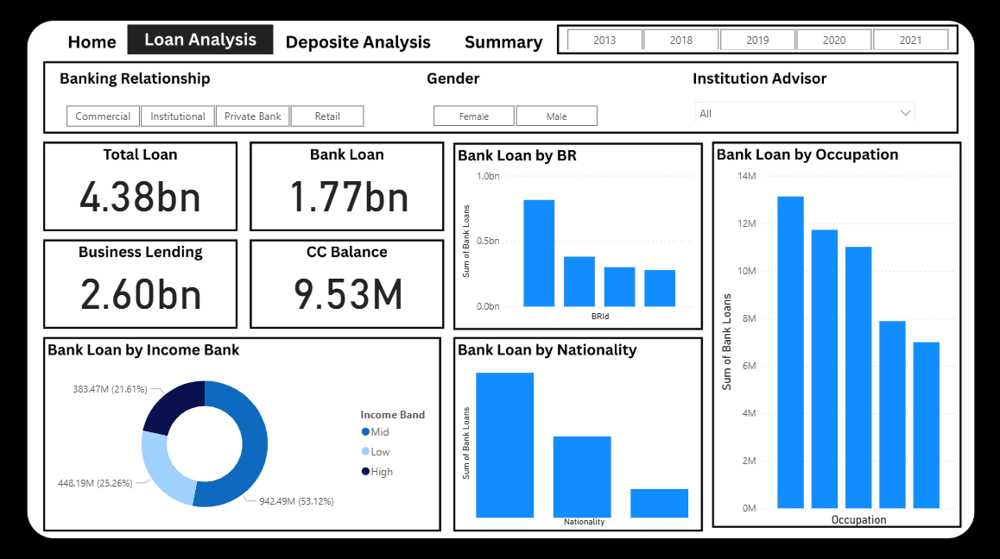 Home Loan Analysis Deposite Analysis Summary 2013 2018 2019 2020 2021
Banking Relationship Gender Institution Advisor
Commercial Institutional Private Bank Retail Female Male All
Total Loan
4.38bn
Bank Loan
1.77bn
Business Lending
2.60bn
CC Balance
9.53M
Bank Loan by BR
Sum of Bank Loans
1.0bn
0.5bn
0.0bn
BRId
Bank Loan by Occupation
Sum of Bank Loans
14M
12M
10M
8M
6M
4M
2M
0M
Occupation
Bank Loan by Income Bank
383.47M (21.61%)
448.19M (25.26%)
942.49M (53.12%)
Income Band
Mid
Low
High
Bank Loan by Nationality
Sum of Bank Loans
Nationality